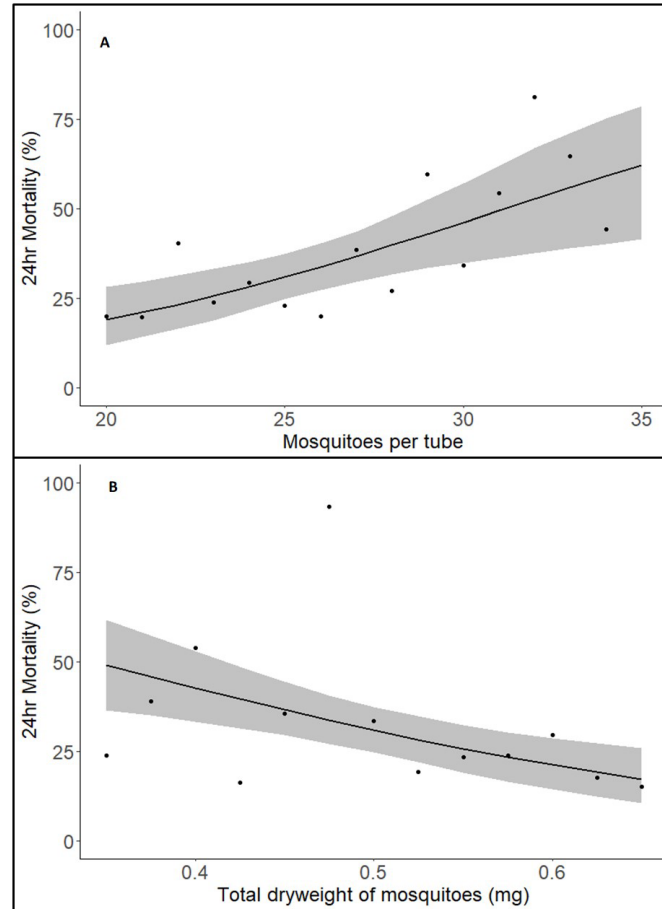 A
100
75
50
25
0
24hr Mortality (%)
20 25 30 35
Mosquitoes per tube
B
100
75
50
25
0
24hr Mortality (%)
0.4 0.5 0.6
Total dryweight of mosquitoes (mg)